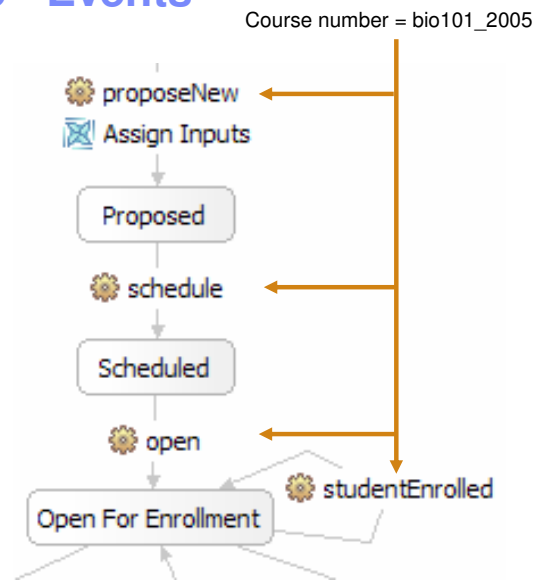 Events
Course number = bio101_2005
proposeNew
Assign Inputs
Proposed
schedule
Scheduled
open
studentEnrolled
Open For Enrollment